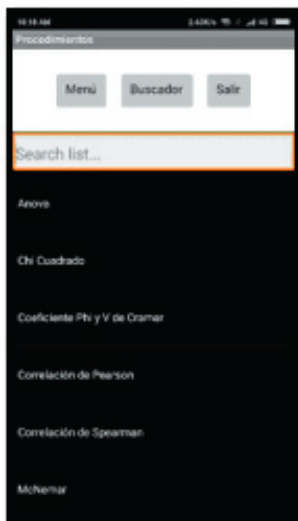 Procedimientos
Menú Buscador Salir
Search list...
Anova
Chi Cuadrado
Coeficiente Phi y V de Cramer
Correlación de Pearson
Correlación de Spearman
McNemar